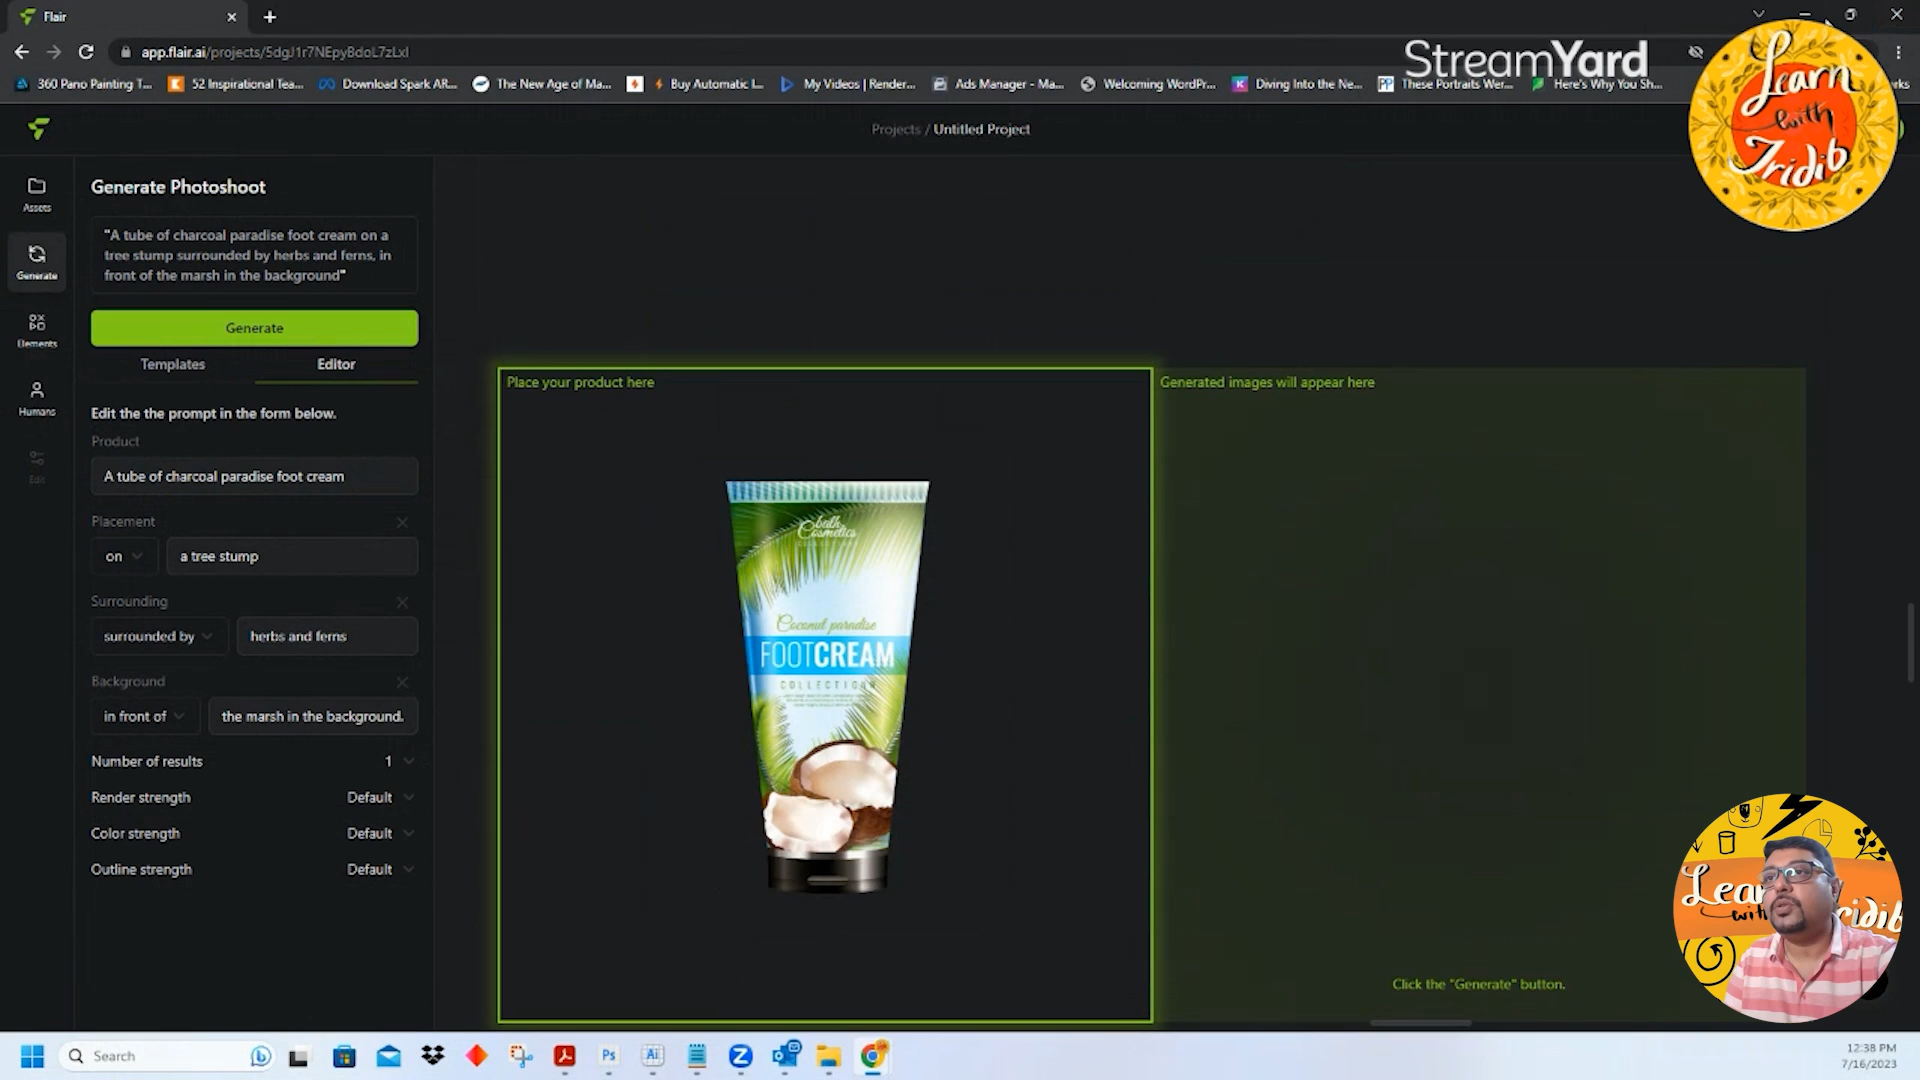 Flair
app.flair.ai/projects/5dgJ1r7NEpyBdoL7zLxl
StreamYard
360 Pano Painting T...
52 Inspirational Tea...
Download Spark AR...
The New Age of Ma...
Buy Automatic L...
My Videos | Render...
Ads Manager - Ma...
Welcoming WordPr...
Diving Into the Ne...
These Portraits Wer...
Here's Why You Sh...
Learn
with
Tridib
Projects / Untitled Project
Assets
Generate
Elements
Humans
Edit
Generate Photoshoot
"A tube of charcoal paradise foot cream on a
tree stump surrounded by herbs and ferns, in
front of the marsh in the background"
Generate
Templates
Editor
Edit the the prompt in the form below.
Product
A tube of charcoal paradise foot cream
Placement
on
a tree stump
Surrounding
surrounded by
herbs and ferns
Background
in front of
the marsh in the background.
Number of results
1
Render strength
Default
Color strength
Default
Outline strength
Default
Place your product here
bath
Cosmetics
Coconut paradise
FOOTCREAM
COLLECTION
Generated images will appear here
Click the "Generate" button.
Search
Ps
Ai
12:38 PM
7/16/2023